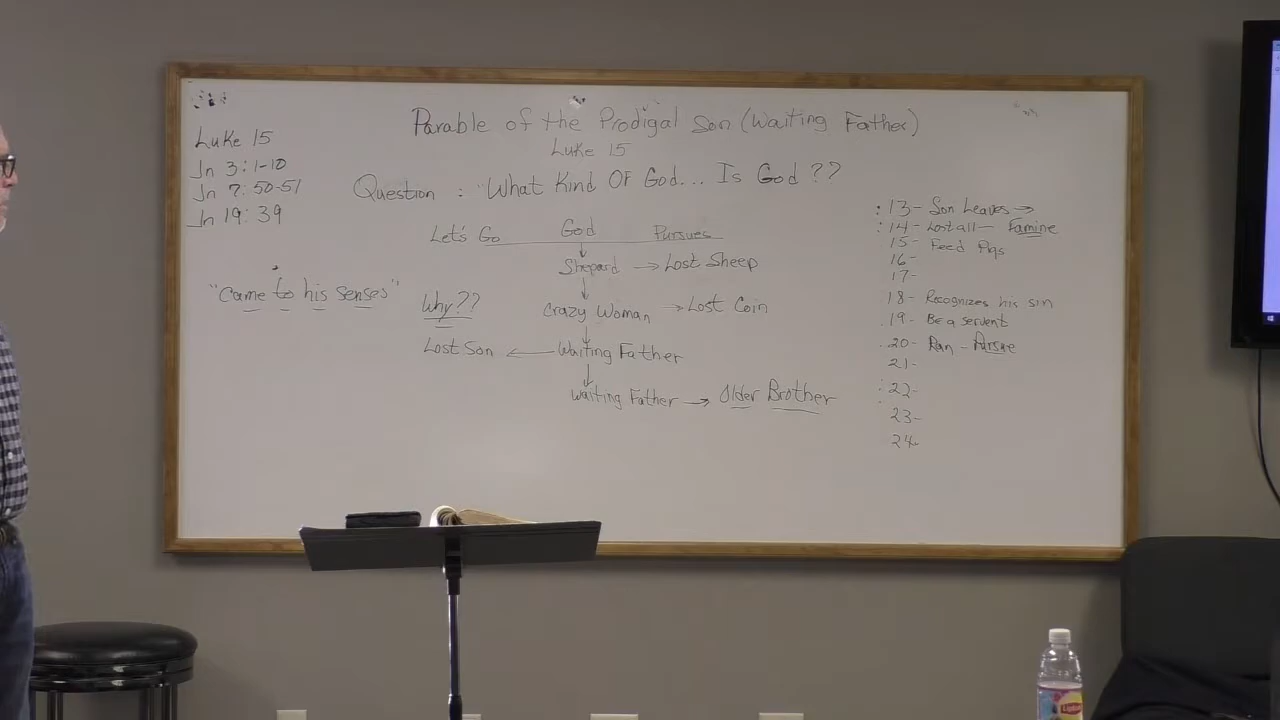 Parable of the Prodigal Son (Waiting Father)
Luke 15
Question : "What Kind Of God... Is God ??
Luke 15
Jn 3:1-10
Jn 7:50-51
Jn 19:39
"Came to his senses"
Let's Go God Pursues
Shepard → Lost Sheep
Why?? Crazy Woman → Lost Coin
Lost Son ← Waiting Father
Waiting Father → Older Brother
:13- Son Leaves →
:14- Lost all - Famine
15- Feed Pigs
16-
17-
18- Recognizes his sin
19- Be a servent
20- Ran - Pursue
21-
:22-
23-
24-
Lipton